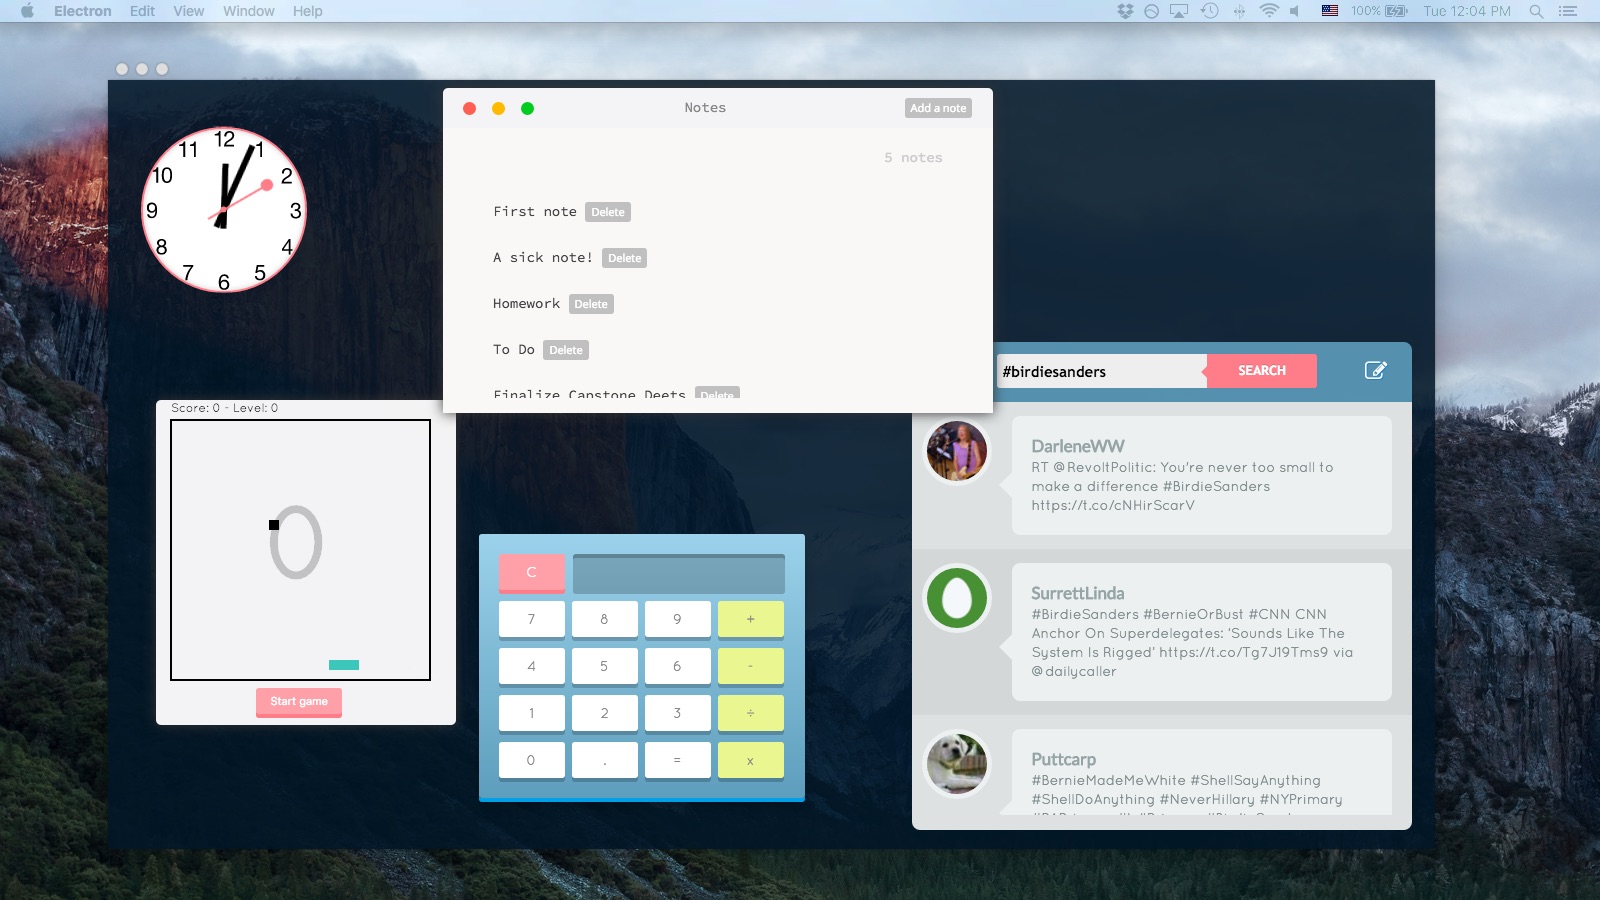 Electron Edit View Window Help
100% Tue 12:04 PM
12
11 1
10 2
9 3
8 4
7 5
6
Notes
Add a note
5 notes
First note Delete
A sick note! Delete
Homework Delete
To Do Delete
Finalize Capstone Deets Delete
Score: 0 - Level: 0
0
Start game
C
7 8 9 +
4 5 6 -
1 2 3 ÷
0 . = x
#birdiesanders SEARCH
DarleneWW
RT @RevoltPolitic: You're never too small to
make a difference #BirdieSanders
https://t.co/cNHirScarV
SurrettLinda
#BirdieSanders #BernieOrBust #CNN CNN
Anchor On Superdelegates: 'Sounds Like The
System Is Rigged' https://t.co/Tg7J19Tms9 via
@dailycaller
Puttcarp
#BernieMadeMeWhite #ShellSayAnything
#ShellDoAnything #NeverHillary #NYPrimary